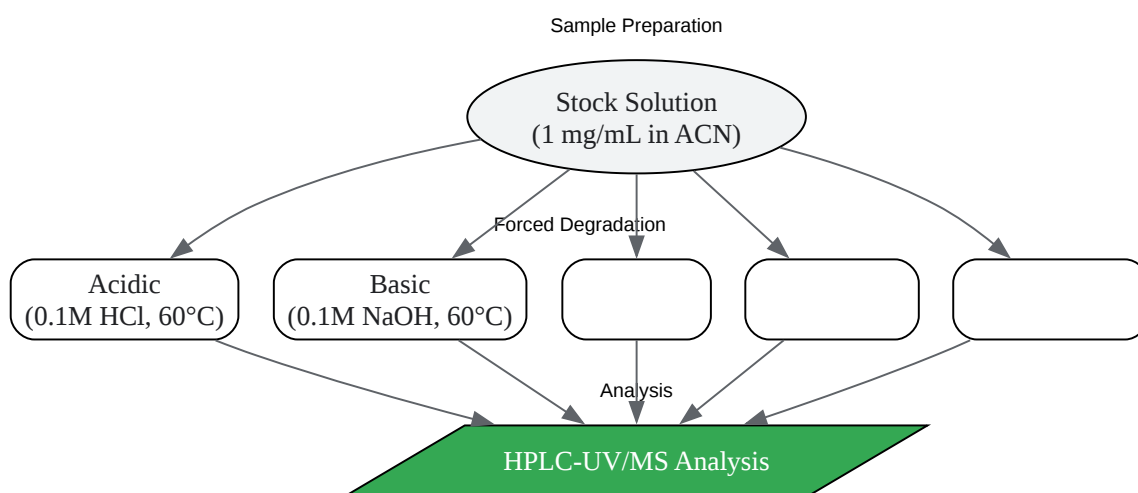 Sample Preparation
Stock Solution
(1 mg/mL in ACN)
Forced Degradation
Acidic
(0.1M HCl, 60°C)
Basic
(0.1M NaOH, 60°C)
Analysis
HPLC-UV/MS Analysis